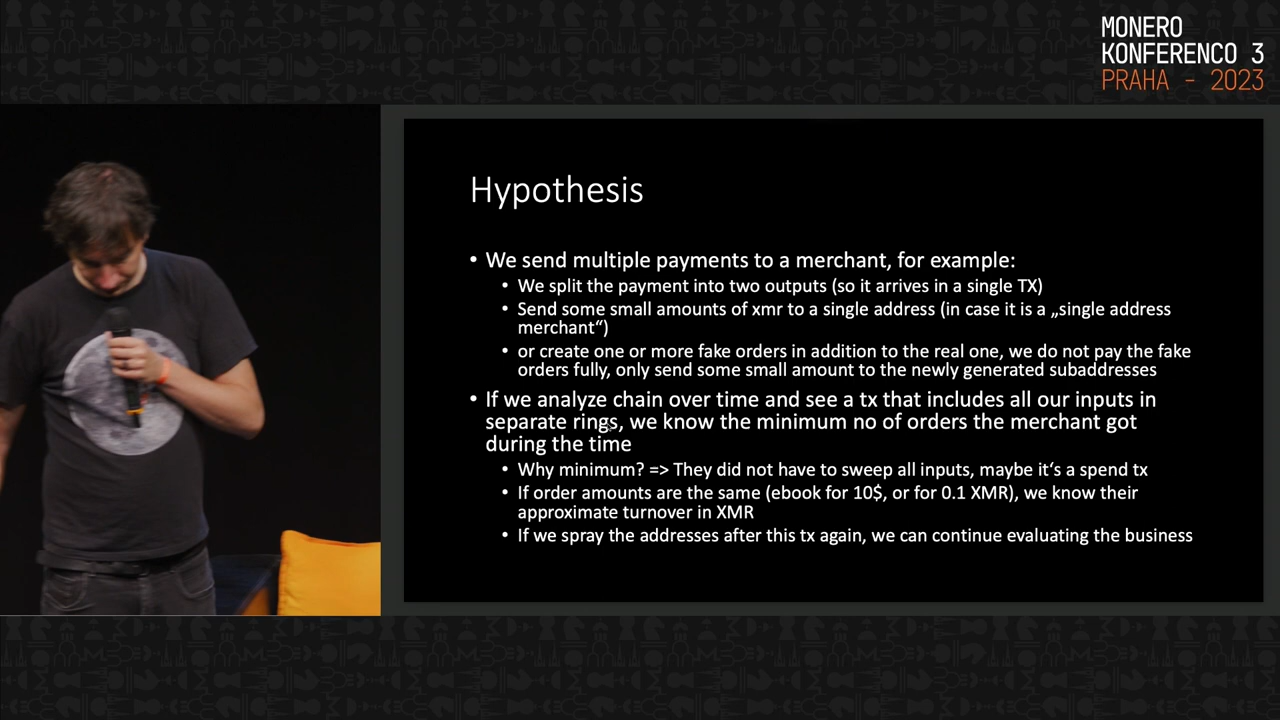 MONERO
KONFERENCO 3
PRAHA - 2023
Hypothesis
• We send multiple payments to a merchant, for example:
• We split the payment into two outputs (so it arrives in a single TX)
• Send some small amounts of xmr to a single address (in case it is a „single address
merchant“)
• or create one or more fake orders in addition to the real one, we do not pay the fake
orders fully, only send some small amount to the newly generated subaddresses
• If we analyze chain over time and see a tx that includes all our inputs in
separate rings, we know the minimum no of orders the merchant got
during the time
• Why minimum? => They did not have to sweep all inputs, maybe it‘s a spend tx
• If order amounts are the same (ebook for 10$, or for 0.1 XMR), we know their
approximate turnover in XMR
• If we spray the addresses after this tx again, we can continue evaluating the business